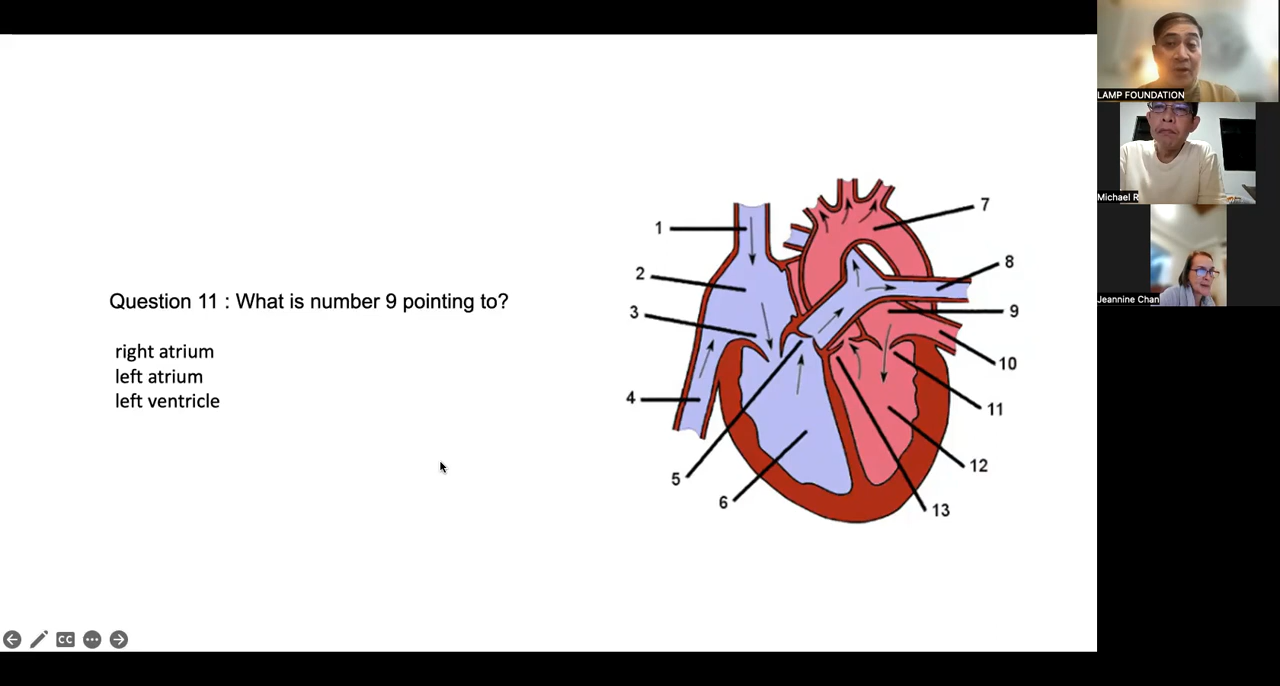 Question 11 : What is number 9 pointing to?
right atrium
left atrium
left ventricle
1
2
3
4
5
6
7
8
9
10
11
12
13
CC
LAMP FOUNDATION
Michael R
Jeannine Chan